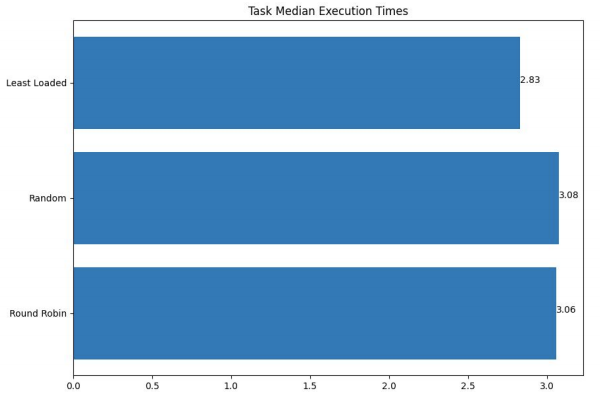 Task Median Execution Times
Least Loaded
2.83
Random
3.08
Round Robin
3.06
0.0 0.5 1.0 1.5 2.0 2.5 3.0